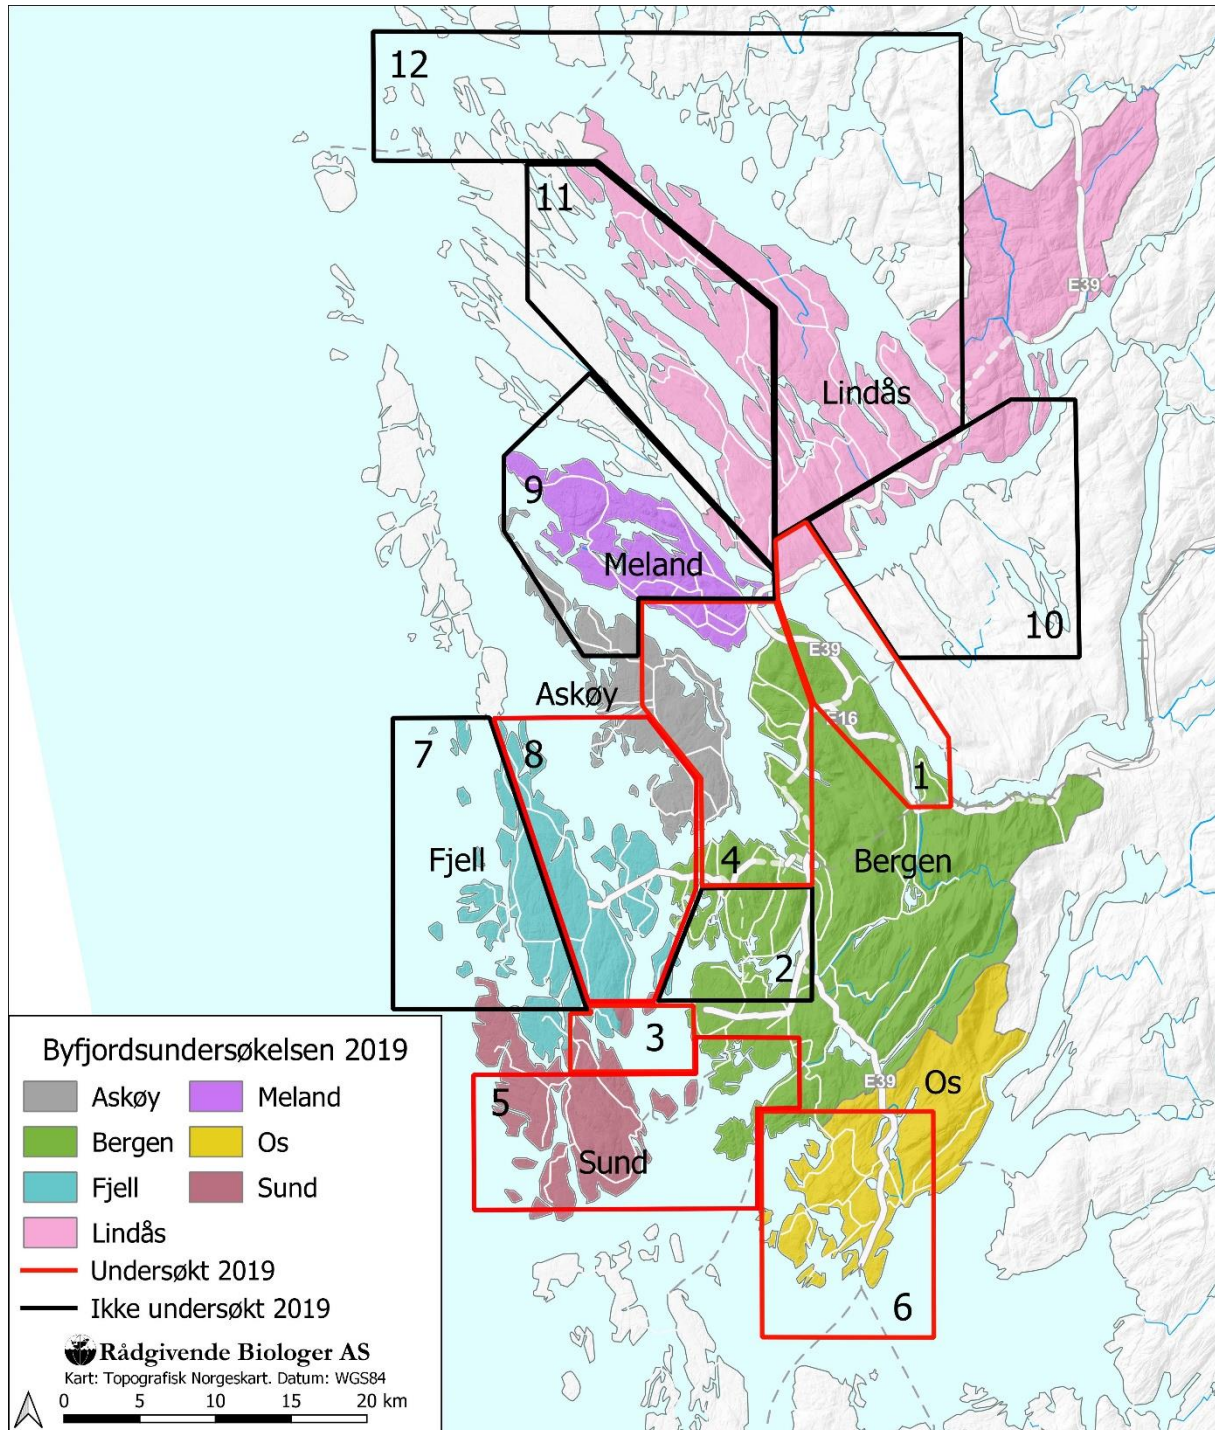 12
11
E39
Lindås
9
Meland
10
E39
Askøy
E16
7
8
1
Fjell
4
Bergen
2
3
E39
Os
5
Sund
6
Byfjordsundersøkelsen 2019
Askøy
Meland
Bergen
Os
Fjell
Sund
Lindås
Undersøkt 2019
Ikke undersøkt 2019
Rådgivende Biologer AS
Kart: Topografisk Norgeskart. Datum: WGS84
0 5 10 15 20 km